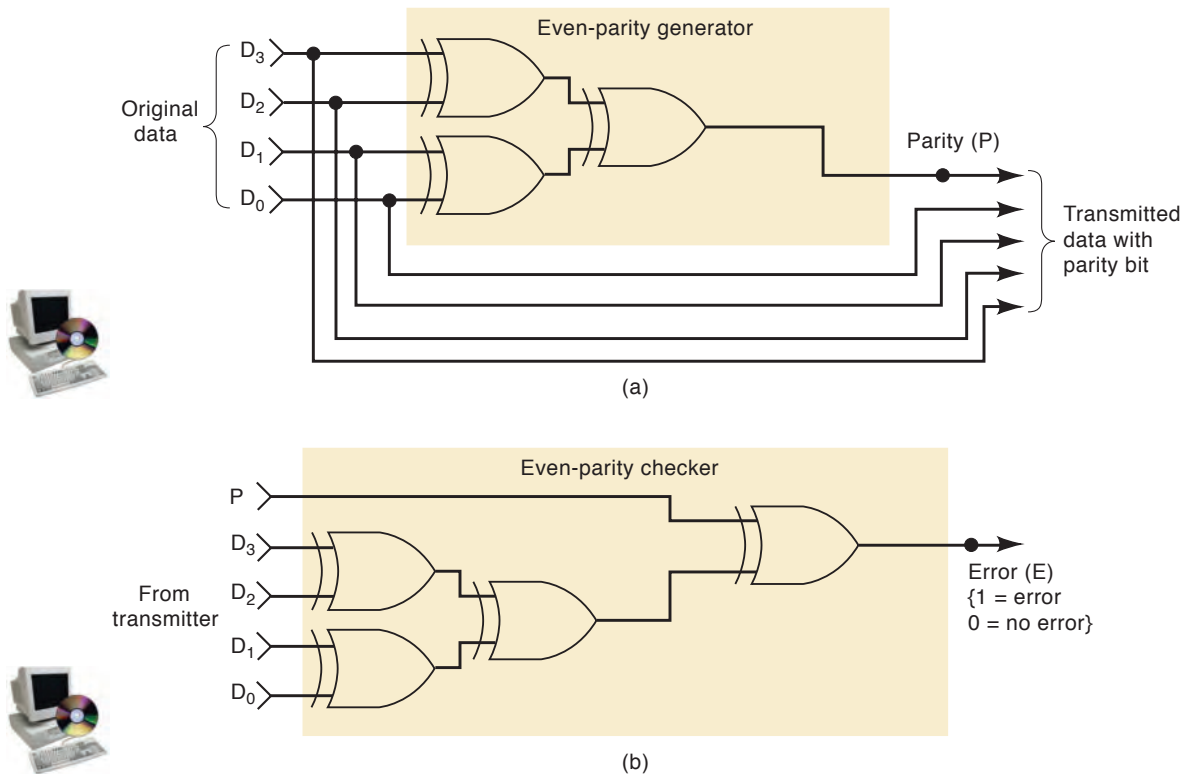 Even-parity generator
Original
data
D₃
D₂
D₁
D₀
Parity (P)
Transmitted
data with
parity bit
(a)
Even-parity checker
From
transmitter
P
D₃
D₂
D₁
D₀
Error (E)
{1 = error
0 = no error}
(b)